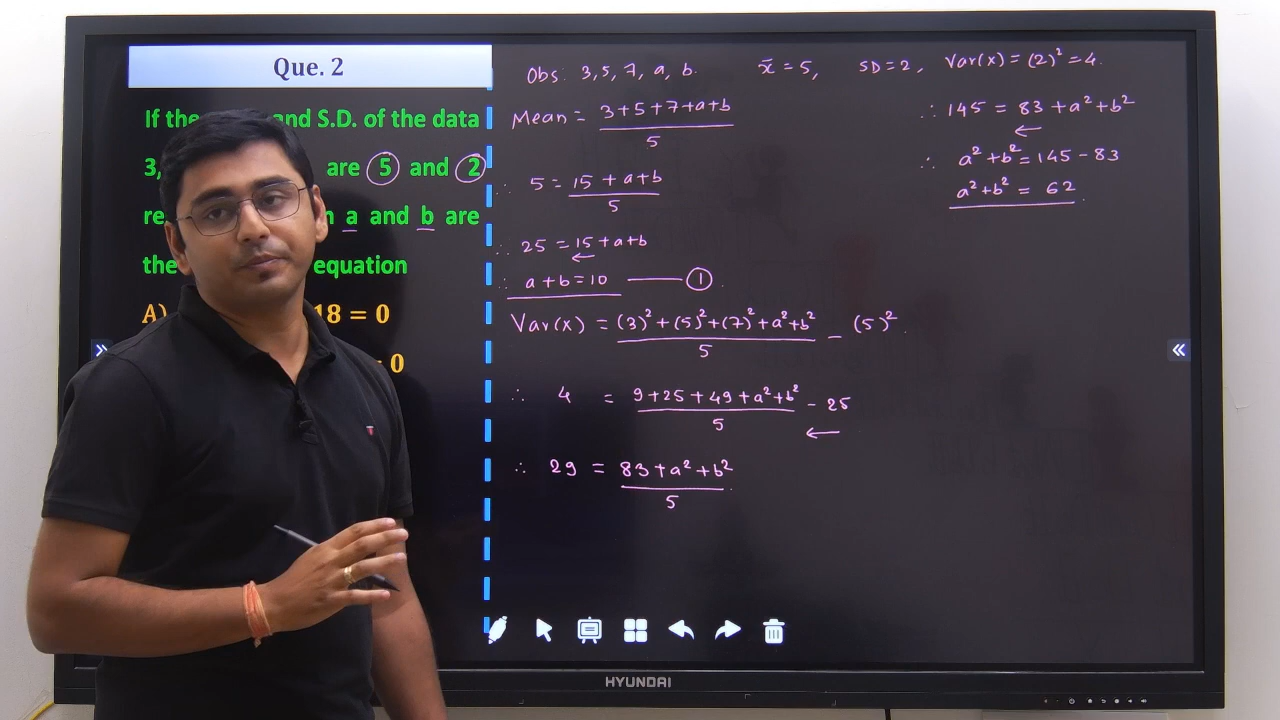 Que. 2
If the and S.D. of the data
3, are 5 and 2
a and b are
the equation
A) 18 = 0
= 0
Obs: 3, 5, 7, a, b. x̄ = 5, SD = 2, Var(x) = (2)² = 4.
Mean = (3+5+7+a+b)/5
∴ 5 = (15 + a + b)/5
∴ 25 = 15 + a + b
∴ a + b = 10 —— ①
Var(x) = ((3)² + (5)² + (7)² + a² + b²)/5 − (5)².
∴ 4 = (9 + 25 + 49 + a² + b²)/5 − 25
∴ 29 = (83 + a² + b²)/5
∴ 145 = 83 + a² + b²
∴ a² + b² = 145 − 83
a² + b² = 62
HYUNDAI